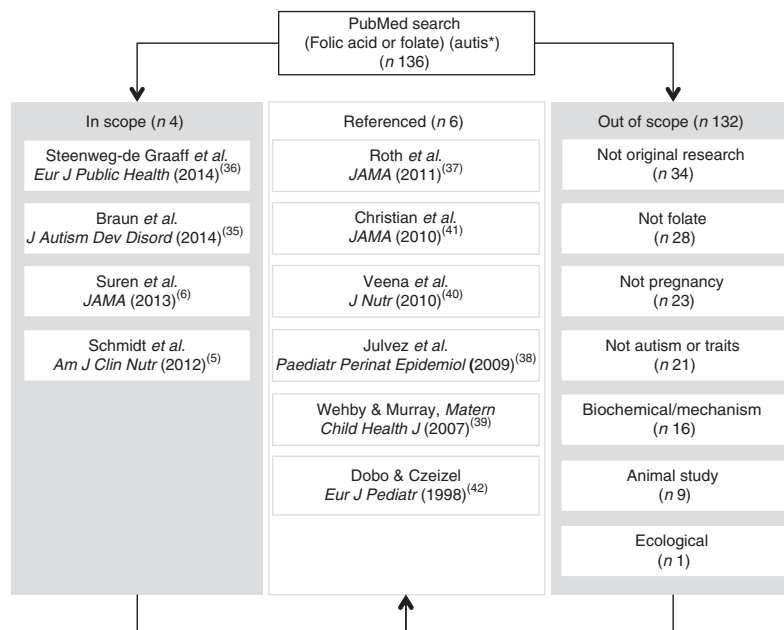 PubMed search
(Folic acid or folate) (autis*)
(n 136)
In scope (n 4)
Steenweg-de Graaff et al.
Eur J Public Health (2014)(36)
Braun et al.
J Autism Dev Disord (2014)(35)
Suren et al.
JAMA (2013)(6)
Schmidt et al.
Am J Clin Nutr (2012)(5)
Referenced (n 6)
Roth et al.
JAMA (2011)(37)
Christian et al.
JAMA (2010)(41)
Veena et al.
J Nutr (2010)(40)
Julvez et al.
Paediatr Perinat Epidemiol (2009)(38)
Wehby & Murray, Matern
Child Health J (2007)(39)
Dobo & Czeizel
Eur J Pediatr (1998)(42)
Out of scope (n 132)
Not original research
(n 34)
Not folate
(n 28)
Not pregnancy
(n 23)
Not autism or traits
(n 21)
Biochemical/mechanism
(n 16)
Animal study
(n 9)
Ecological
(n 1)